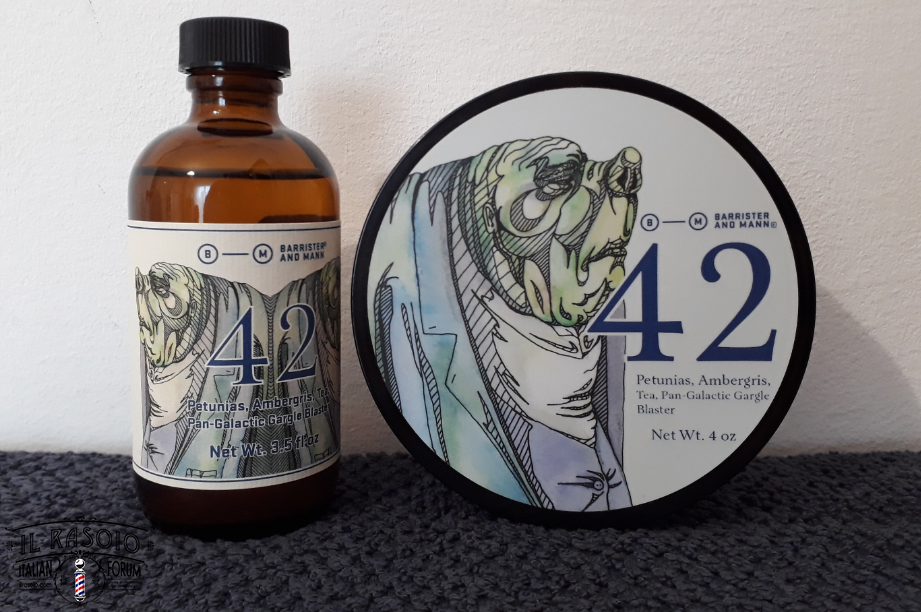 B M BARRISTER®
AND MANN
42
Petunias, Ambergris, Tea,
Pan-Galactic Gargle Blaster
Net Wt. 3.5 fl oz
B M BARRISTER
AND MANN®
42
Petunias, Ambergris,
Tea, Pan-Galactic Gargle
Blaster
Net Wt. 4 oz
IL RASOIO
ITALIAN FORUM